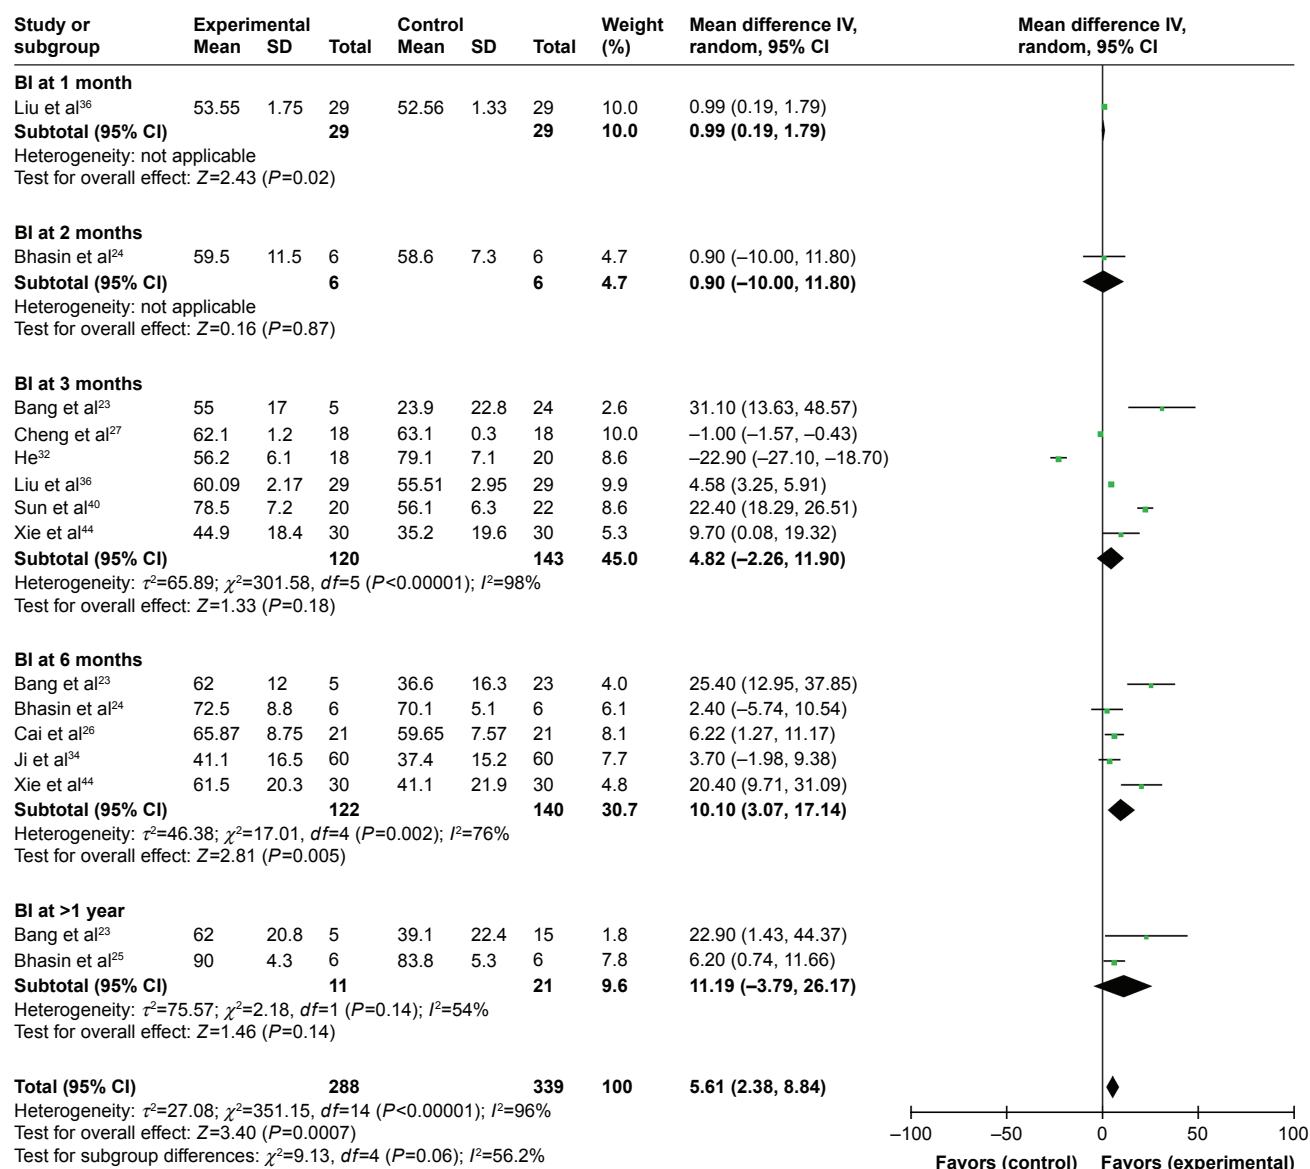 Study or subgroup Experimental Control Weight (%) Mean difference IV, random, 95% CI Mean difference IV, random, 95% CI
Mean SD Total Mean SD Total
BI at 1 month
Liu et al36 53.55 1.75 29 52.56 1.33 29 10.0 0.99 (0.19, 1.79)
Subtotal (95% CI) 29 29 10.0 0.99 (0.19, 1.79)
Heterogeneity: not applicable
Test for overall effect: Z=2.43 (P=0.02)
BI at 2 months
Bhasin et al24 59.5 11.5 6 58.6 7.3 6 4.7 0.90 (–10.00, 11.80)
Subtotal (95% CI) 6 6 4.7 0.90 (–10.00, 11.80)
Heterogeneity: not applicable
Test for overall effect: Z=0.16 (P=0.87)
BI at 3 months
Bang et al23 55 17 5 23.9 22.8 24 2.6 31.10 (13.63, 48.57)
Cheng et al27 62.1 1.2 18 63.1 0.3 18 10.0 –1.00 (–1.57, –0.43)
He32 56.2 6.1 18 79.1 7.1 20 8.6 –22.90 (–27.10, –18.70)
Liu et al36 60.09 2.17 29 55.51 2.95 29 9.9 4.58 (3.25, 5.91)
Sun et al40 78.5 7.2 20 56.1 6.3 22 8.6 22.40 (18.29, 26.51)
Xie et al44 44.9 18.4 30 35.2 19.6 30 5.3 9.70 (0.08, 19.32)
Subtotal (95% CI) 120 143 45.0 4.82 (–2.26, 11.90)
Heterogeneity: τ²=65.89; χ²=301.58, df=5 (P<0.00001); I²=98%
Test for overall effect: Z=1.33 (P=0.18)
BI at 6 months
Bang et al23 62 12 5 36.6 16.3 23 4.0 25.40 (12.95, 37.85)
Bhasin et al24 72.5 8.8 6 70.1 5.1 6 6.1 2.40 (–5.74, 10.54)
Cai et al26 65.87 8.75 21 59.65 7.57 21 8.1 6.22 (1.27, 11.17)
Ji et al34 41.1 16.5 60 37.4 15.2 60 7.7 3.70 (–1.98, 9.38)
Xie et al44 61.5 20.3 30 41.1 21.9 30 4.8 20.40 (9.71, 31.09)
Subtotal (95% CI) 122 140 30.7 10.10 (3.07, 17.14)
Heterogeneity: τ²=46.38; χ²=17.01, df=4 (P=0.002); I²=76%
Test for overall effect: Z=2.81 (P=0.005)
BI at >1 year
Bang et al23 62 20.8 5 39.1 22.4 15 1.8 22.90 (1.43, 44.37)
Bhasin et al25 90 4.3 6 83.8 5.3 6 7.8 6.20 (0.74, 11.66)
Subtotal (95% CI) 11 21 9.6 11.19 (–3.79, 26.17)
Heterogeneity: τ²=75.57; χ²=2.18, df=1 (P=0.14); I²=54%
Test for overall effect: Z=1.46 (P=0.14)
Total (95% CI) 288 339 100 5.61 (2.38, 8.84)
Heterogeneity: τ²=27.08; χ²=351.15, df=14 (P<0.00001); I²=96%
Test for overall effect: Z=3.40 (P=0.0007)
Test for subgroup differences: χ²=9.13, df=4 (P=0.06); I²=56.2%
–100 –50 0 50 100
Favors (control) Favors (experimental)